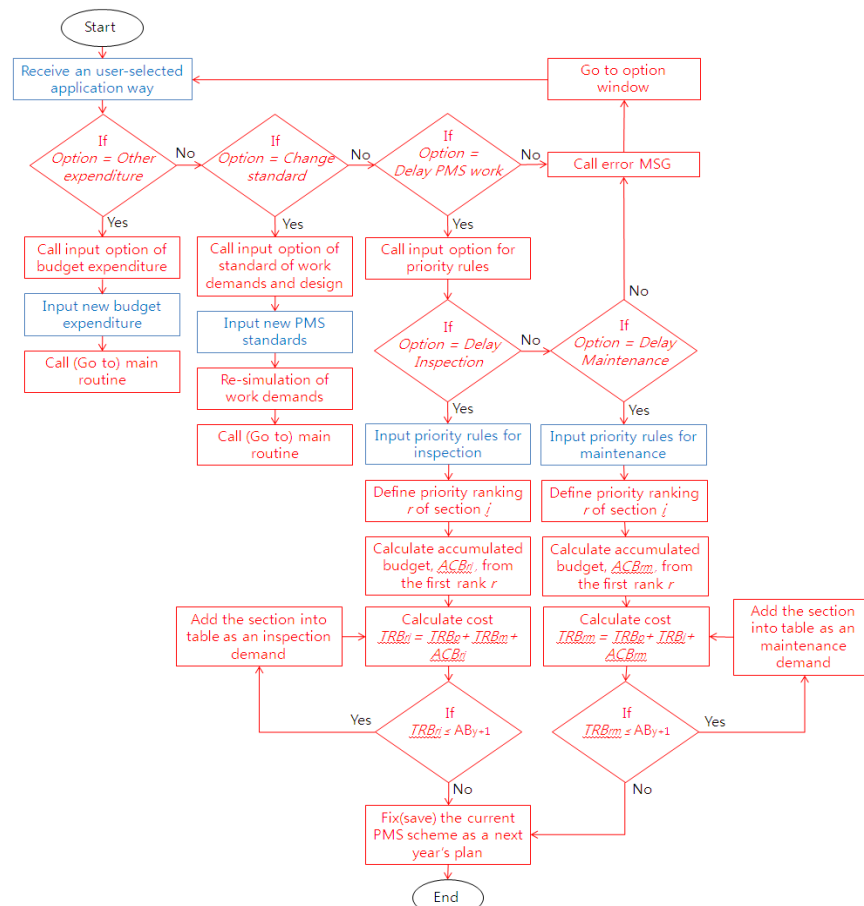 Start
Receive an user-selected
application way
Go to option
window
If
Option = Other
expenditure
No
If
Option = Change
standard
No
If
Option =
Delay PMS work
No
Call error MSG
Yes
Yes
Yes
Call input option of
budget expenditure
Call input option of
standard of work
demands and design
Call input option for
priority rules
No
Input new budget
expenditure
Input new PMS
standards
If
Option = Delay
Inspection
No
If
Option = Delay
Maintenance
Call (Go to) main
routine
Re-simulation of
work demands
Yes
Yes
Call (Go to) main
routine
Input priority rules for
inspection
Input priority rules for
maintenance
Define priority ranking
r of section i
Define priority ranking
r of section i
Calculate accumulated
budget, ACBri, from
the first rank r
Calculate accumulated
budget, ACBrm, from
the first rank r
Add the section into
table as an inspection
demand
Calculate cost
TRBri = TRBp + TRBm +
ACBri
Calculate cost
TRBrm = TRBp + TRBi +
ACBrm
Add the section
into table as an
maintenance
demand
Yes
If
TRBri ≤ ABy+1
If
TRBrm ≤ ABy+1
Yes
No
No
Fix(save) the current
PMS scheme as a next
year's plan
End